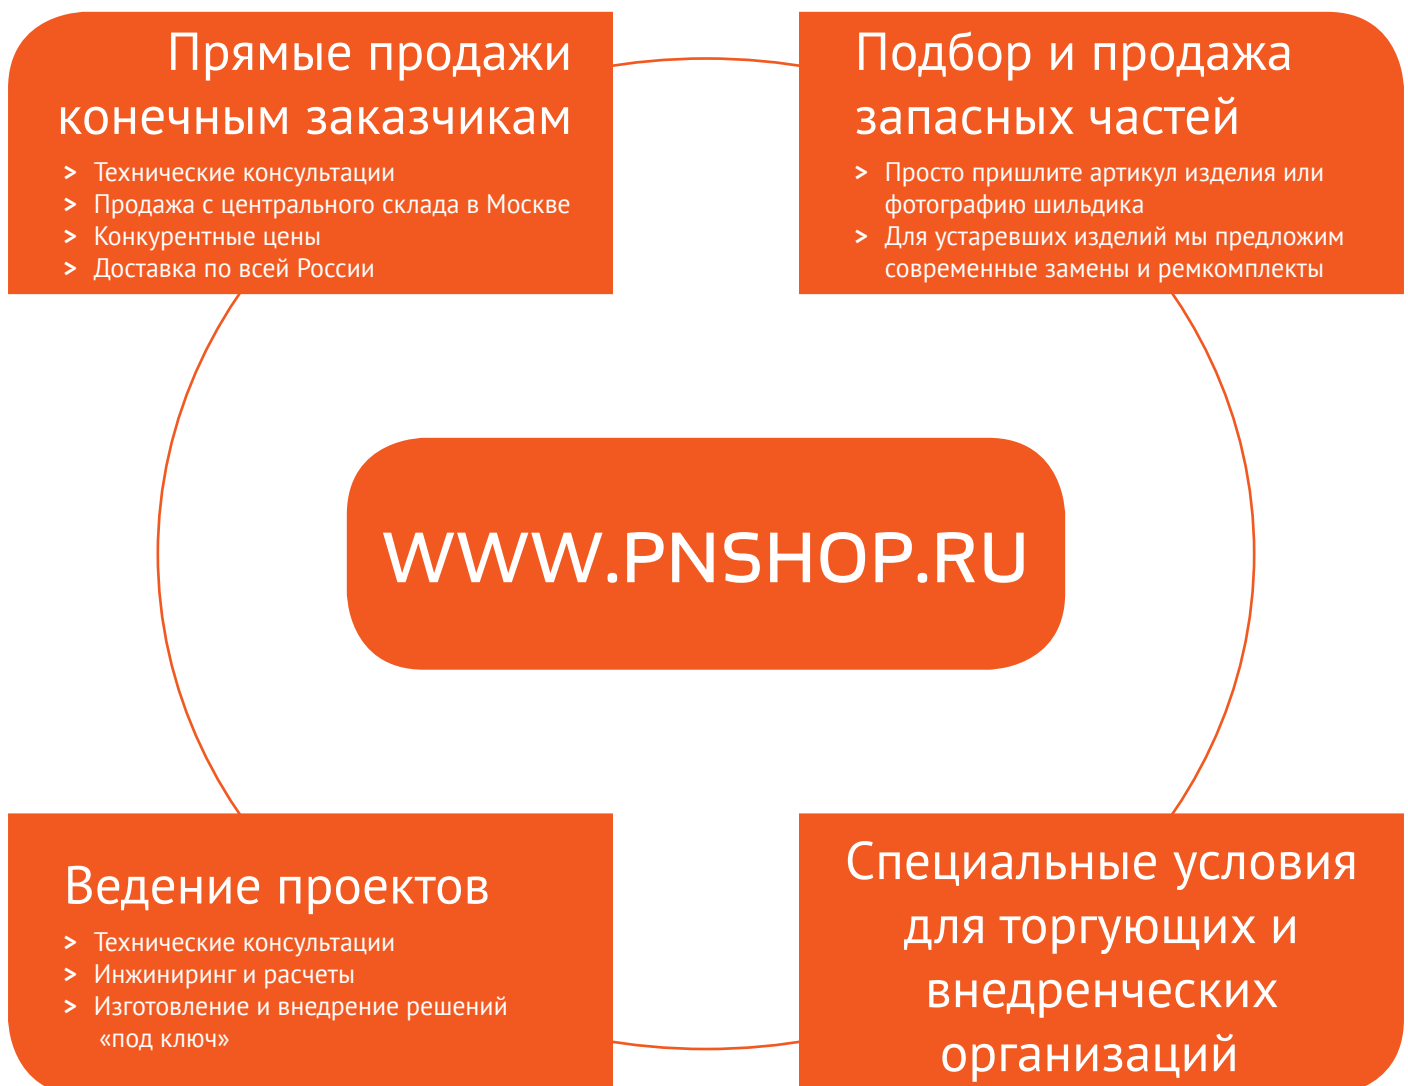 Прямые продажи
конечным заказчикам
> Технические консультации
> Продажа с центрального склада в Москве
> Конкурентные цены
> Доставка по всей России
Подбор и продажа
запасных частей
> Просто пришлите артикул изделия или
фотографию шильдика
> Для устаревших изделий мы предложим
современные замены и ремкомплекты
WWW.PNSHOP.RU
Ведение проектов
> Технические консультации
> Инжиниринг и расчеты
> Изготовление и внедрение решений
«под ключ»
Специальные условия
для торгующих и
внедренческих
организаций